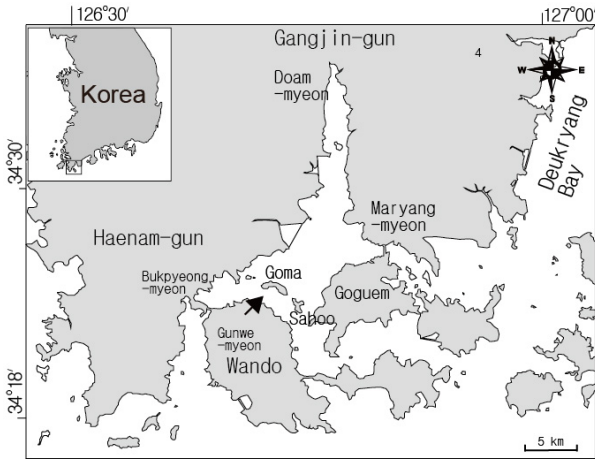 126°30′
127°00′
Gangjin-gun
4
N
W
E
S
Korea
Doam
-myeon
34°30′
Deukryang
Bay
Maryang
-myeon
Haenam-gun
Bukpyeong
-myeon
Goma
Goguem
Sahoo
Gunwe
-myeon
Wando
34°18′
5 km